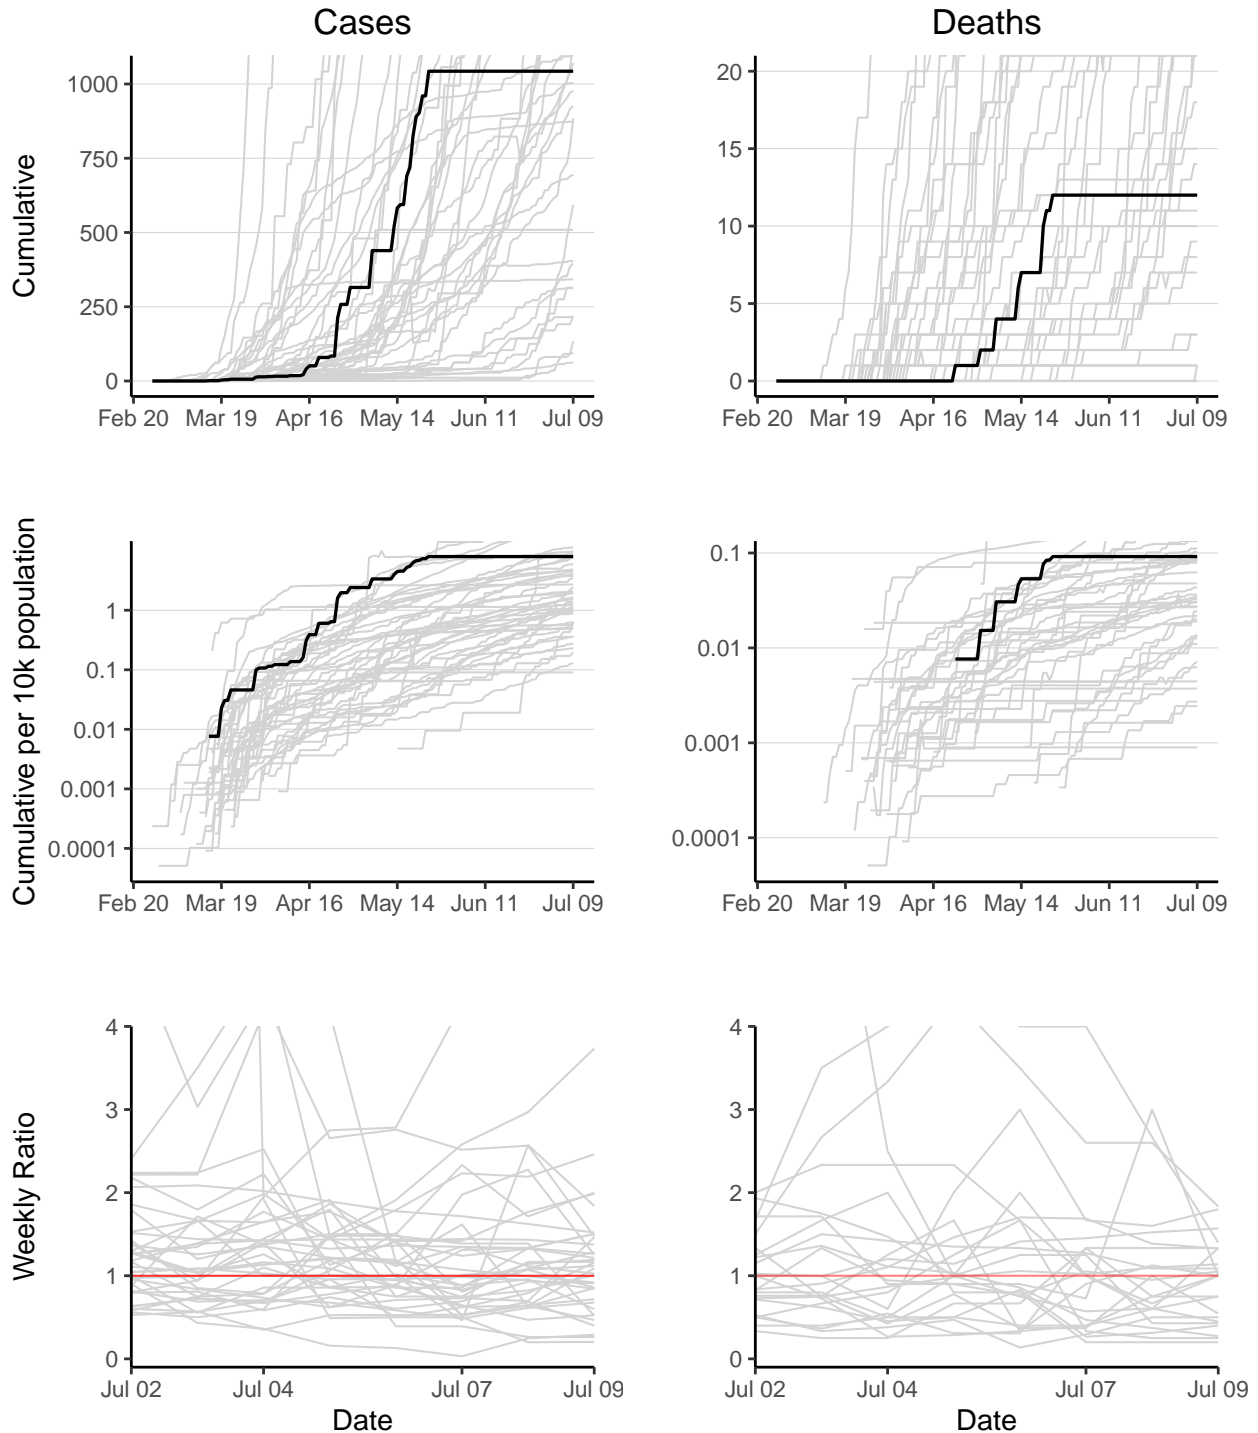 Cases
Deaths
Cumulative
1000
750
500
250
0
Feb 20 Mar 19 Apr 16 May 14 Jun 11 Jul 09
20
15
10
5
0
Feb 20 Mar 19 Apr 16 May 14 Jun 11 Jul 09
Cumulative per 10k population
1
0.1
0.01
0.001
0.0001
Feb 20 Mar 19 Apr 16 May 14 Jun 11 Jul 09
0.1
0.01
0.001
0.0001
Feb 20 Mar 19 Apr 16 May 14 Jun 11 Jul 09
Weekly Ratio
4
3
2
1
0
Jul 02 Jul 04 Jul 07 Jul 09
Date
4
3
2
1
0
Jul 02 Jul 04 Jul 07 Jul 09
Date